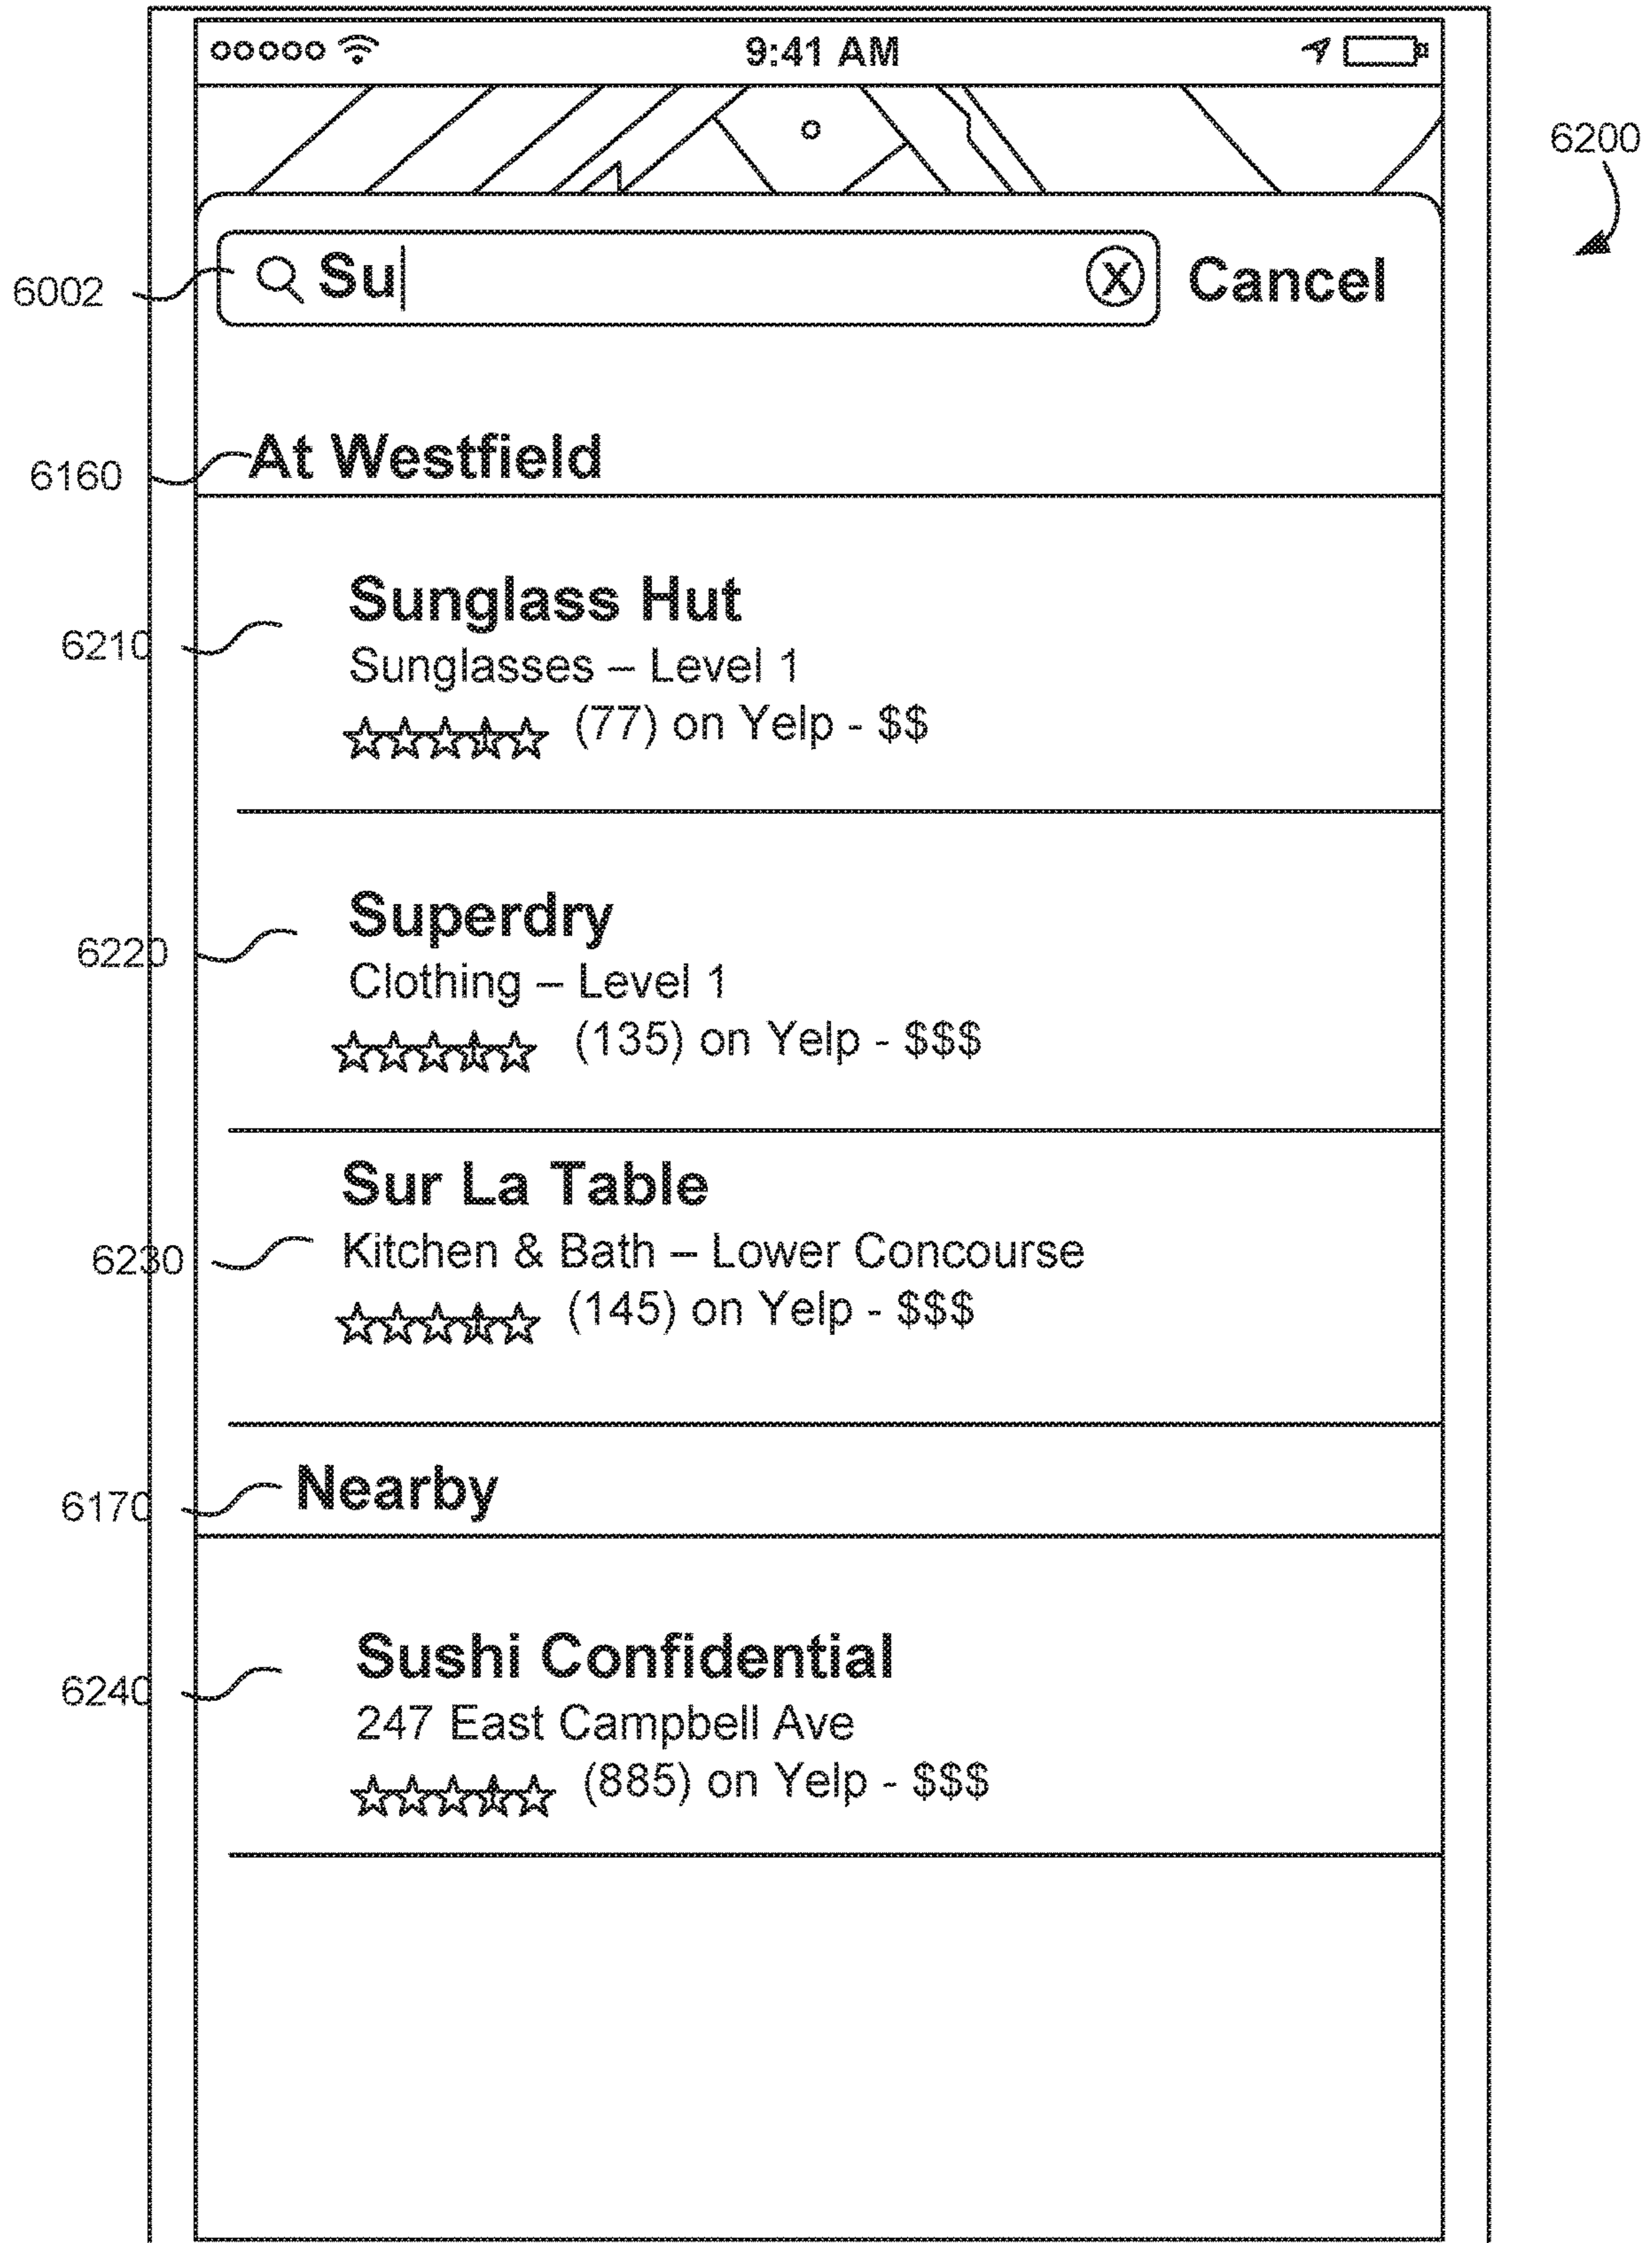 9:41 AM
6200
6002
Su
X
Cancel
6160
At Westfield
6210
Sunglass Hut
Sunglasses – Level 1
(77) on Yelp - $$
6220
Superdry
Clothing – Level 1
(135) on Yelp - $$$
6230
Sur La Table
Kitchen & Bath – Lower Concourse
(145) on Yelp - $$$
6170
Nearby
6240
Sushi Confidential
247 East Campbell Ave
(885) on Yelp - $$$